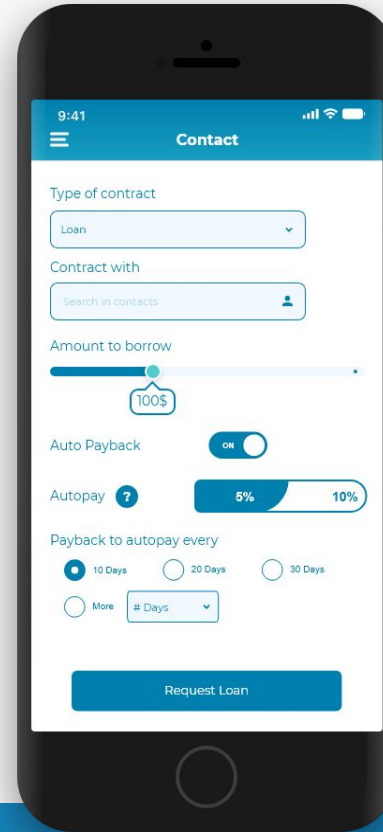 9:41
Contact
Type of contract
Loan
Contract with
Search in contacts
Amount to borrow
100$
Auto Payback ON
Autopay ? 5% 10%
Payback to autopay every
10 Days 20 Days 30 Days
More # Days
Request Loan